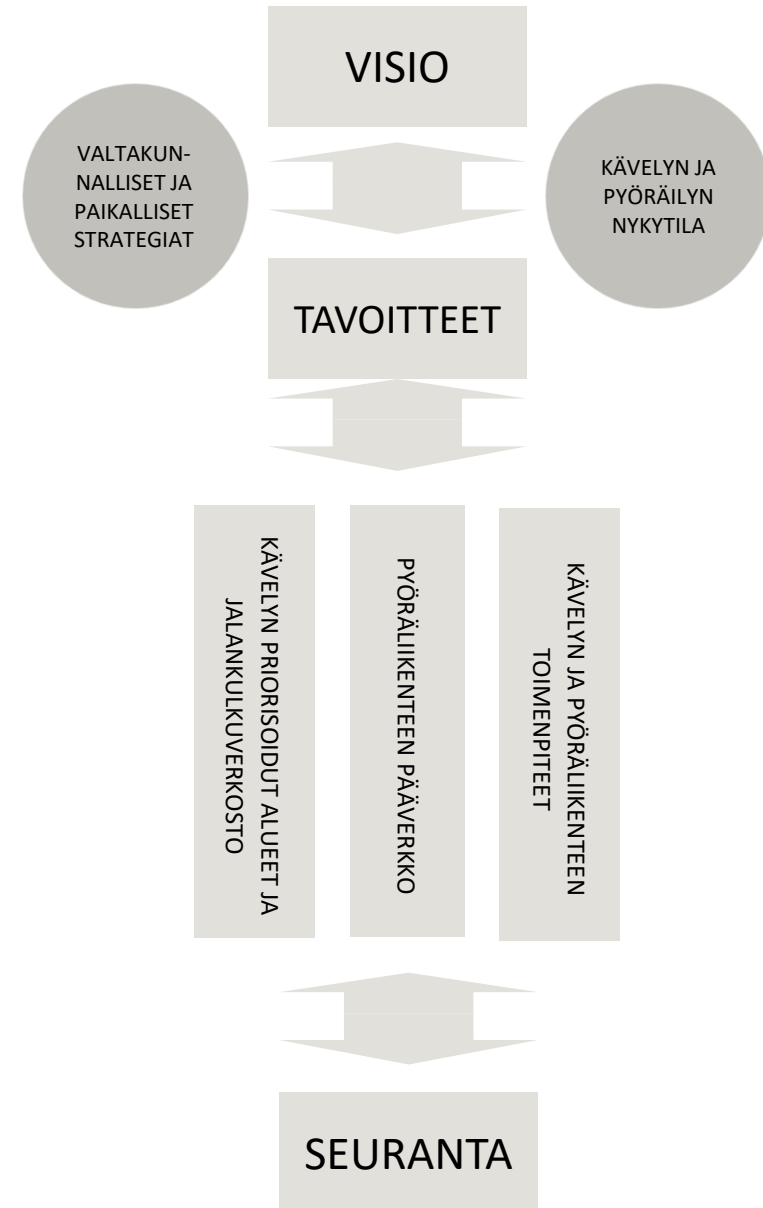 VISIO
VALTAKUN-
NALLISET JA
PAIKALLISET
STRATEGIAT
KÄVELYN JA
PYÖRÄILYN
NYKYTILA
TAVOITTEET
KÄVELYN PRIORISOIDUT ALUEET JA
JALANKULKUVERKOSTO
PYÖRÄLIIKENTEEN PÄÄVERKKO
KÄVELYN JA PYÖRÄLIIKENTEEN
TOIMENPITEET
SEURANTA